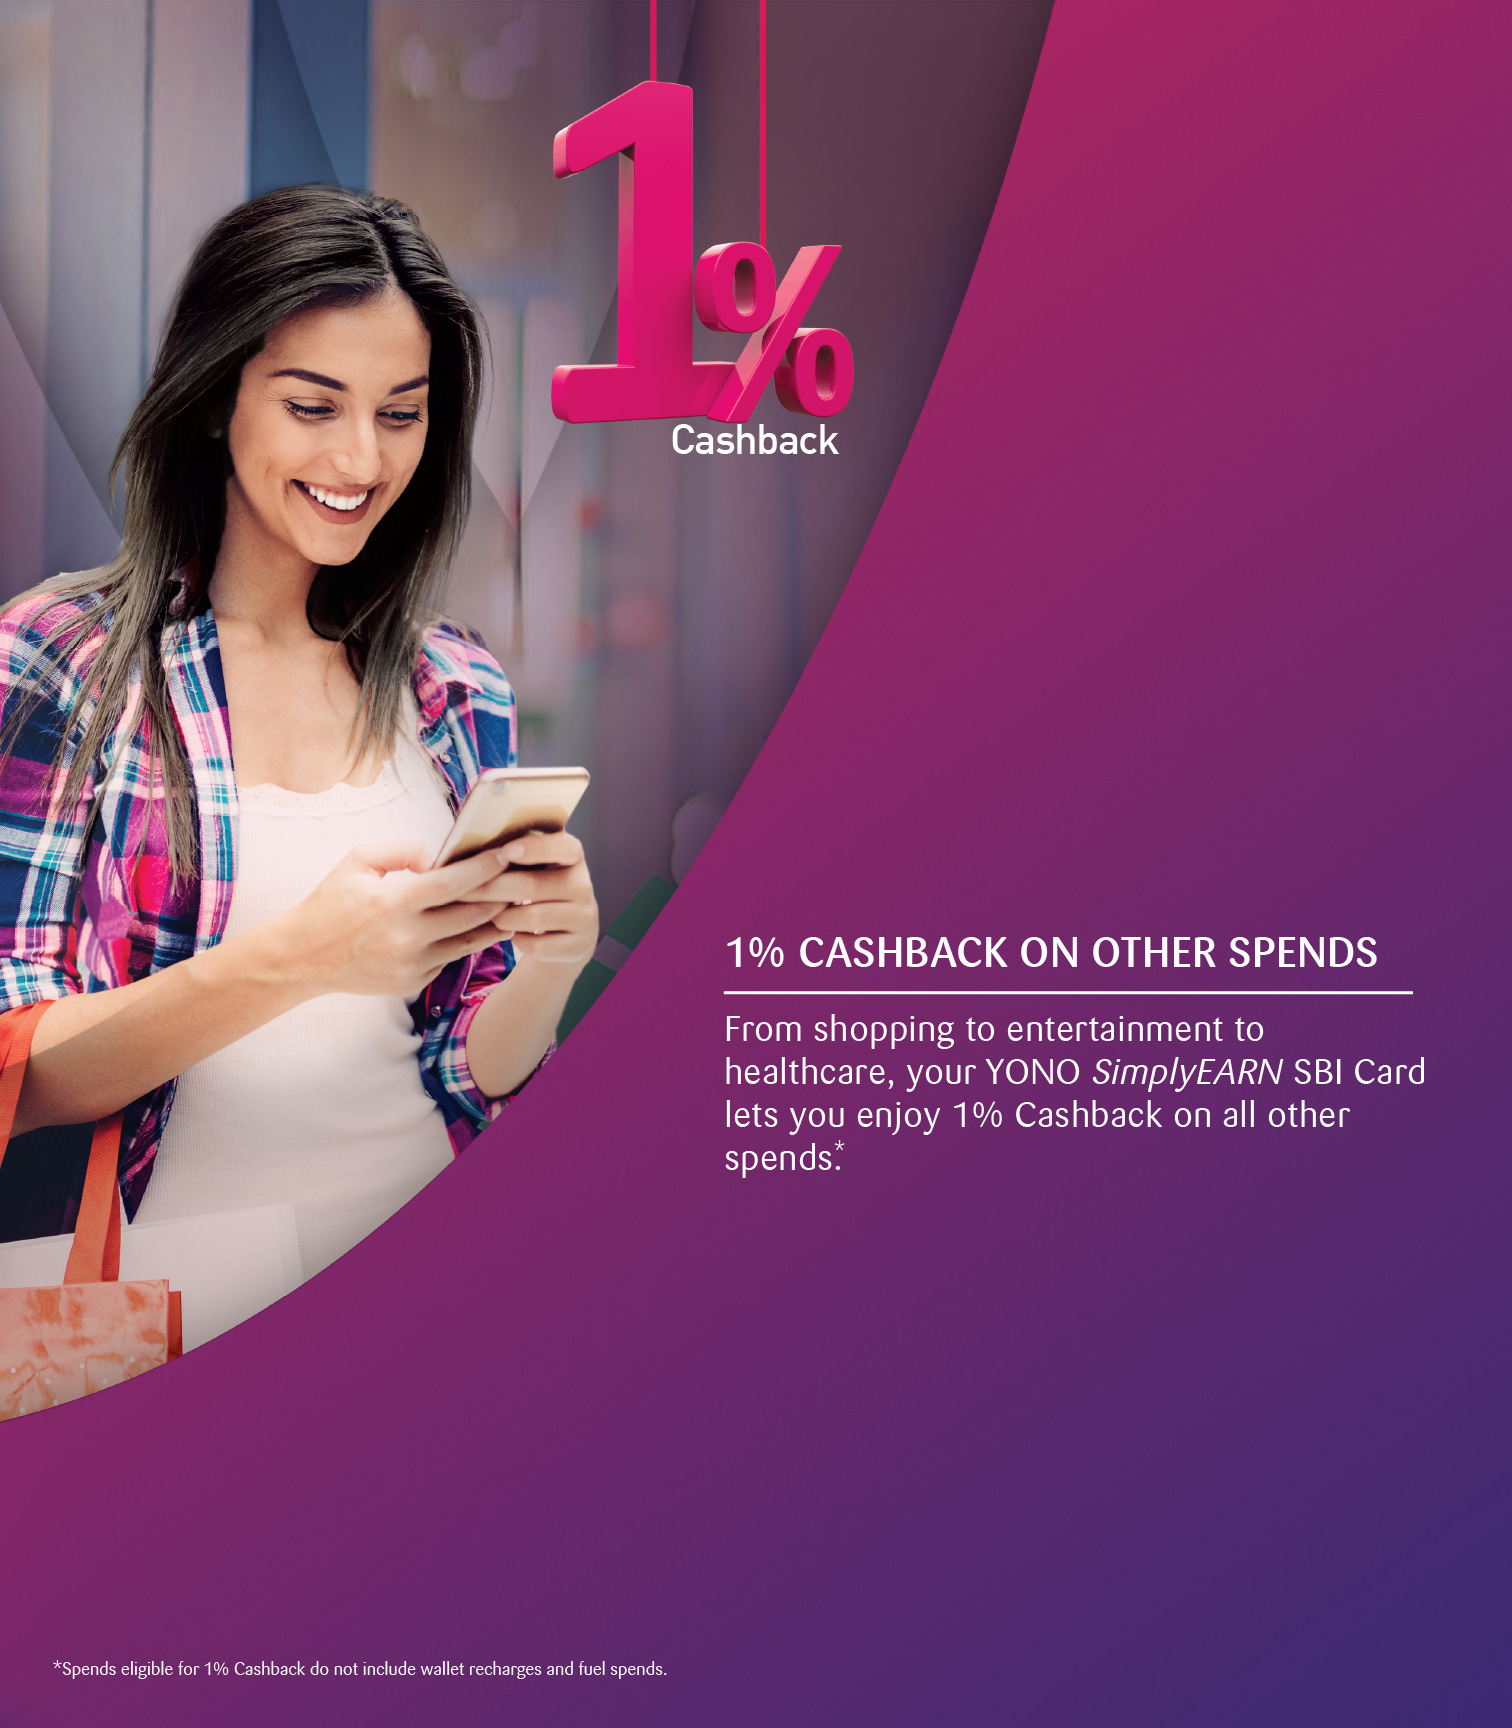 1%
Cashback
1% CASHBACK ON OTHER SPENDS
From shopping to entertainment to
healthcare, your YONO SimplyEARN SBI Card
lets you enjoy 1% Cashback on all other
spends.*
*Spends eligible for 1% Cashback do not include wallet recharges and fuel spends.